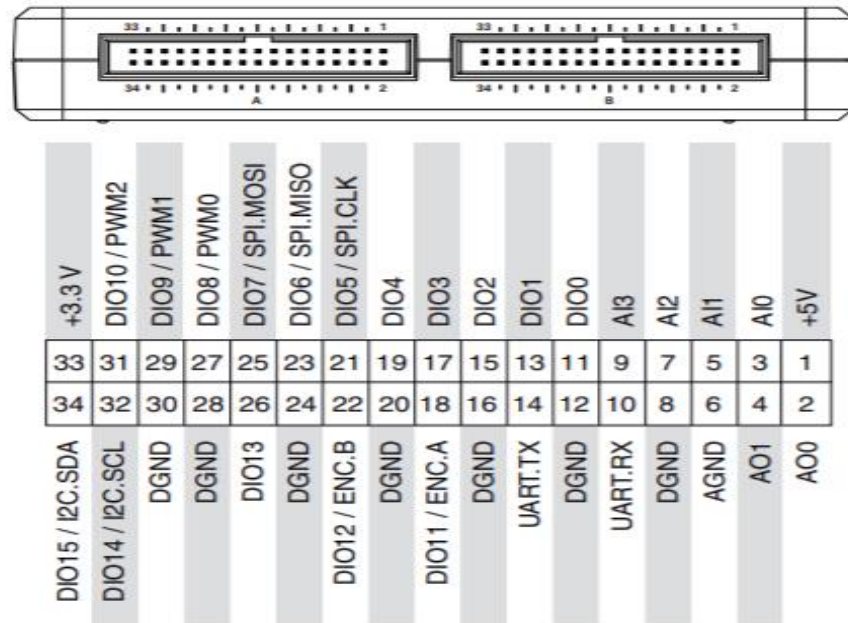 33 1 33 1
34 2 34 2
A B
+3.3 V
DIO10 / PWM2
DIO9 / PWM1
DIO8 / PWM0
DIO7 / SPI.MOSI
DIO6 / SPI.MISO
DIO5 / SPI.CLK
DIO4
DIO3
DIO2
DIO1
DIO0
AI3
AI2
AI1
AI0
+5V
33 31 29 27 25 23 21 19 17 15 13 11 9 7 5 3 1
34 32 30 28 26 24 22 20 18 16 14 12 10 8 6 4 2
DIO15 / I2C.SDA
DIO14 / I2C.SCL
DGND
DGND
DIO13
DGND
DIO12 / ENC.B
DGND
DIO11 / ENC.A
DGND
UART.TX
DGND
UART.RX
DGND
AGND
AO1
AO0